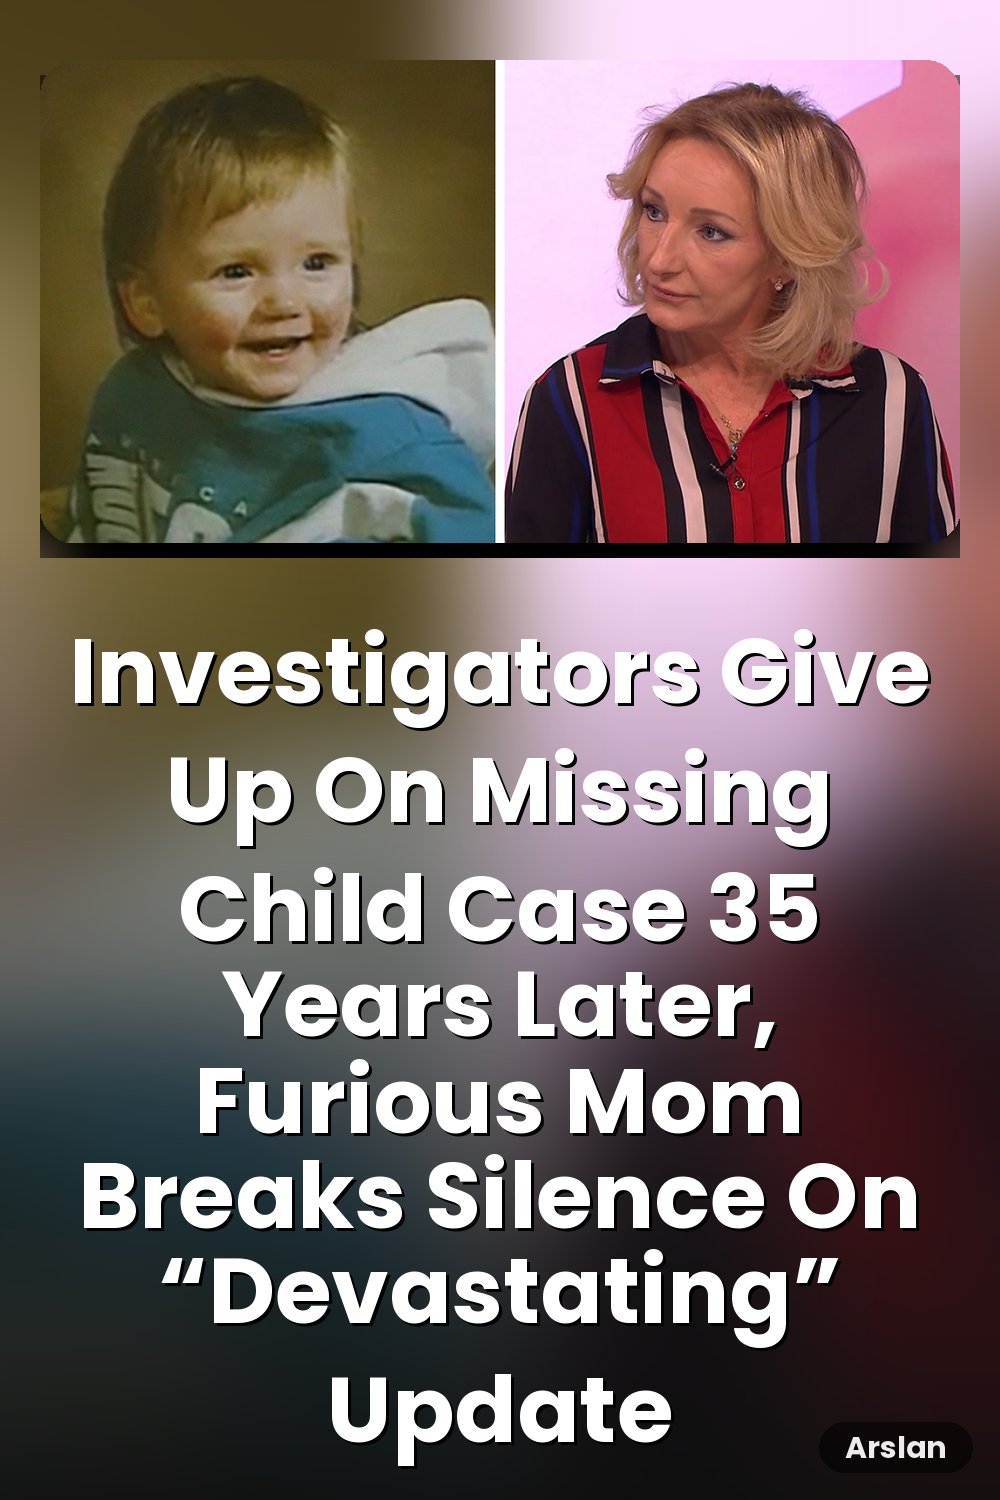 Investigators Give
Up On Missing
Child Case 35
Years Later,
Furious Mom
Breaks Silence On
“Devastating”
Update
Arslan